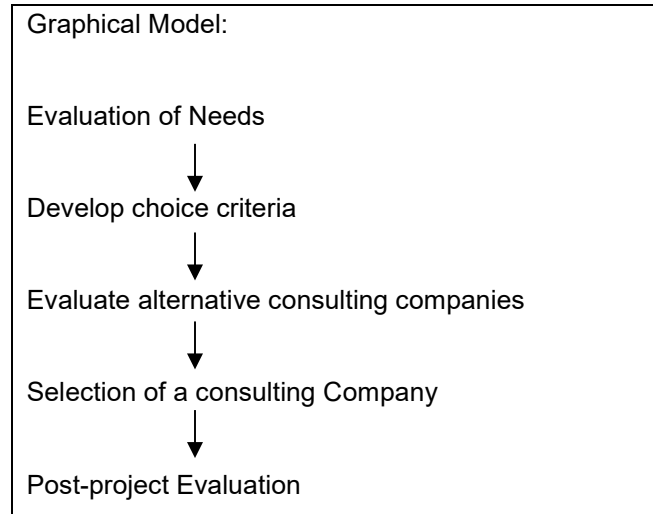 Graphical Model:
Evaluation of Needs
Develop choice criteria
Evaluate alternative consulting companies
Selection of a consulting Company
Post-project Evaluation